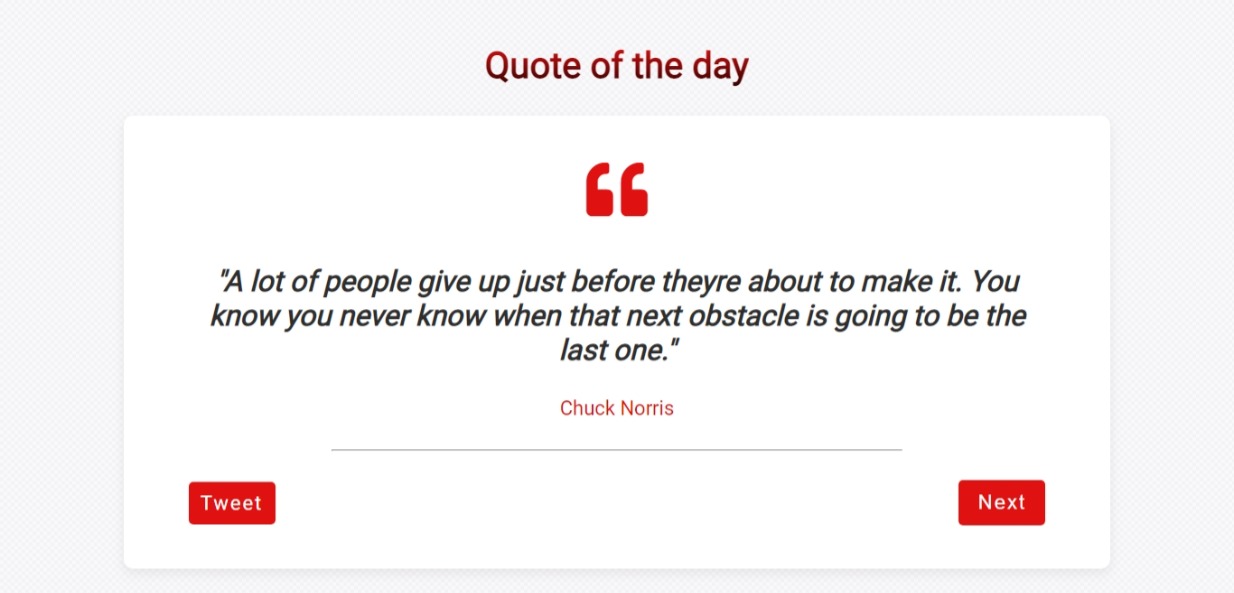 Quote of the day
"A lot of people give up just before theyre about to make it. You
know you never know when that next obstacle is going to be the
last one."
Chuck Norris
Tweet
Next